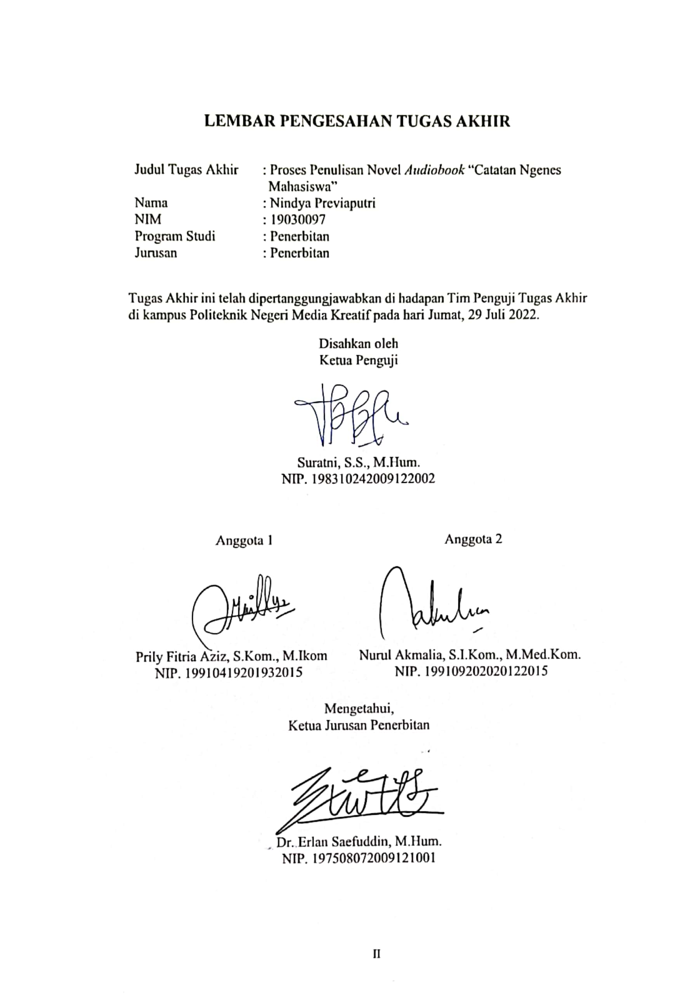 LEMBAR PENGESAHAN TUGAS AKHIR
Judul Tugas Akhir : Proses Penulisan Novel Audiobook “Catatan Ngenes
Mahasiswa”
Nama : Nindya Previaputri
NIM : 19030097
Program Studi : Penerbitan
Jurusan : Penerbitan
Tugas Akhir ini telah dipertanggungjawabkan di hadapan Tim Penguji Tugas Akhir
di kampus Politeknik Negeri Media Kreatif pada hari Jumat, 29 Juli 2022.
Disahkan oleh
Ketua Penguji
Suratni, S.S., M.Hum.
NIP. 198310242009122002
Anggota 1
Anggota 2
Prily Fitria Aziz, S.Kom., M.Ikom
Nurul Akmalia, S.I.Kom., M.Med.Kom.
NIP. 19910419201932015
NIP. 199109202020122015
Mengetahui,
Ketua Jurusan Penerbitan
Dr. Erlan Saefuddin, M.Hum.
NIP. 197508072009121001
II